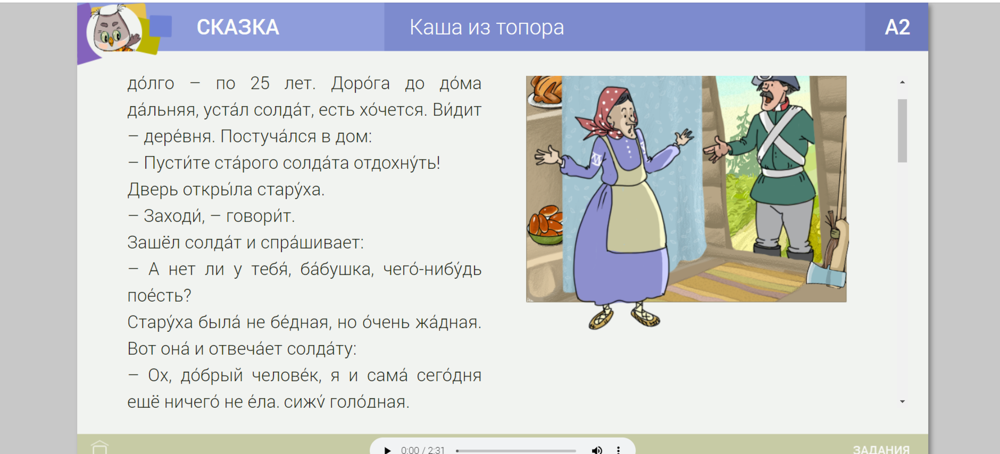 СКАЗКА
Каша из топора
А2
до́лго – по 25 лет. Доро́га до до́ма
да́льняя, уста́л солда́т, есть хо́чется. Ви́дит
– дере́вня. Постуча́лся в дом:
– Пусти́те ста́рого солда́та отдохну́ть!
Дверь откры́ла стару́ха.
– Заходи́, – говори́т.
Зашёл солда́т и спра́шивает:
– А нет ли у тебя́, ба́бушка, чего́-нибу́дь
пое́сть?
Стару́ха была́ не бе́дная, но о́чень жа́дная.
Вот она́ и отвеча́ет солда́ту:
– Ох, до́брый челове́к, я и сама́ сего́дня
ещё ничего́ не е́ла, сижу́ голо́дная.
0:00 / 2:31
ЗАДАНИЯ